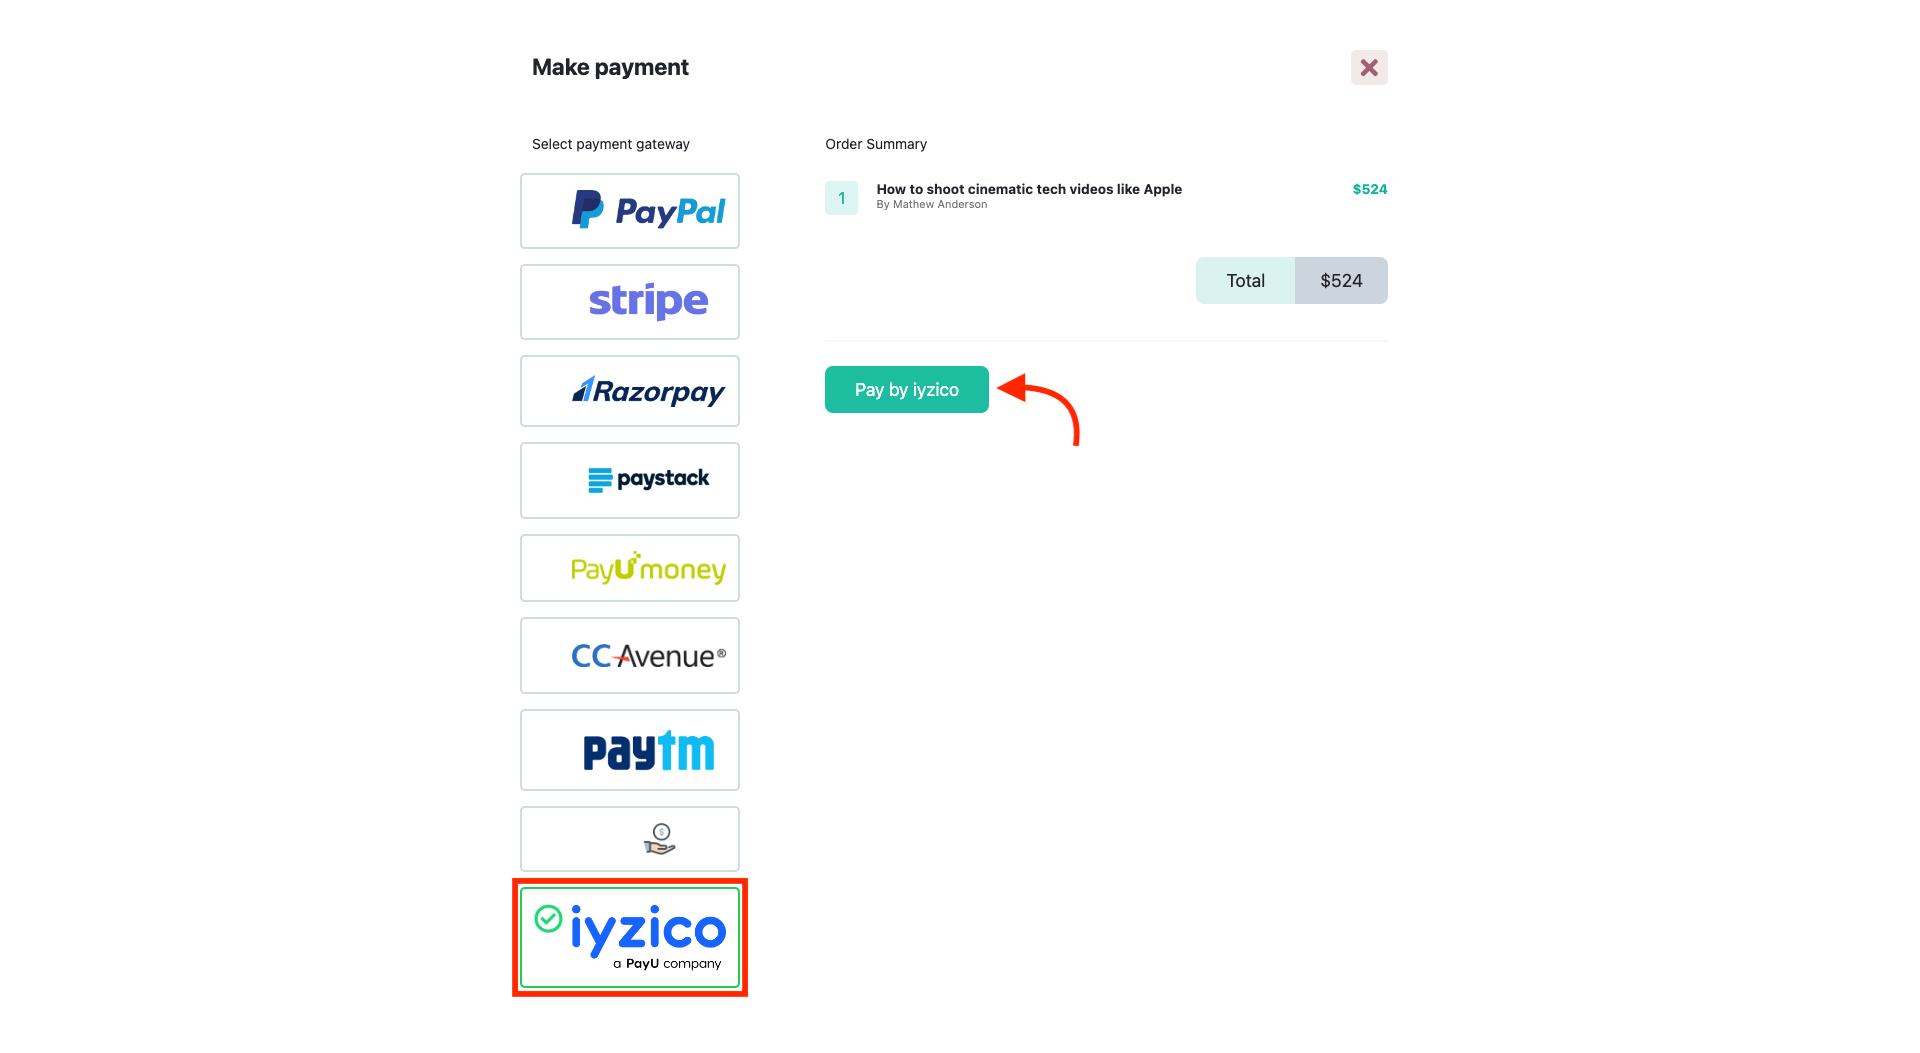 Make payment
Select payment gateway
PayPal
stripe
Razorpay
paystack
PayUmoney
CCAvenue®
paytm
$
iyzico
a PayU company
Order Summary
1
How to shoot cinematic tech videos like Apple
$524
By Mathew Anderson
Total
$524
Pay by iyzico